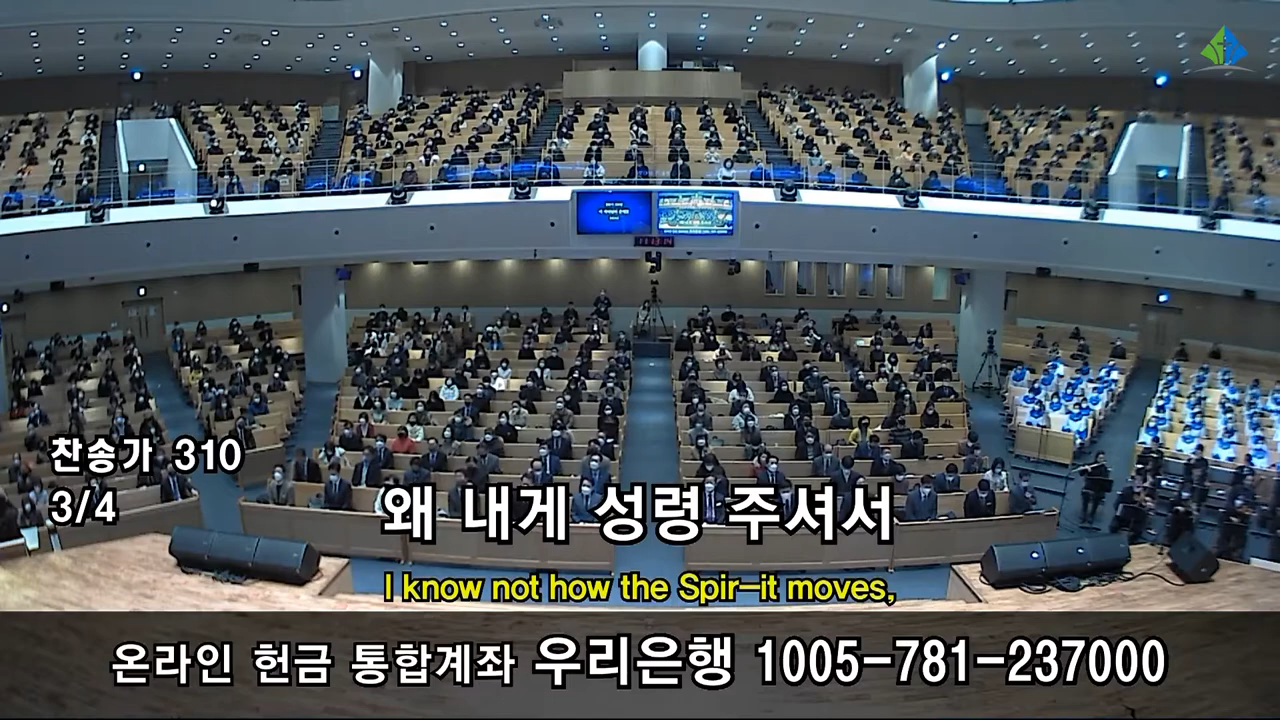 찬송가 310
3/4
왜 내게 성령 주셔서
I know not how the Spir-it moves,
온라인 헌금 통합계좌 우리은행 1005-781-237000